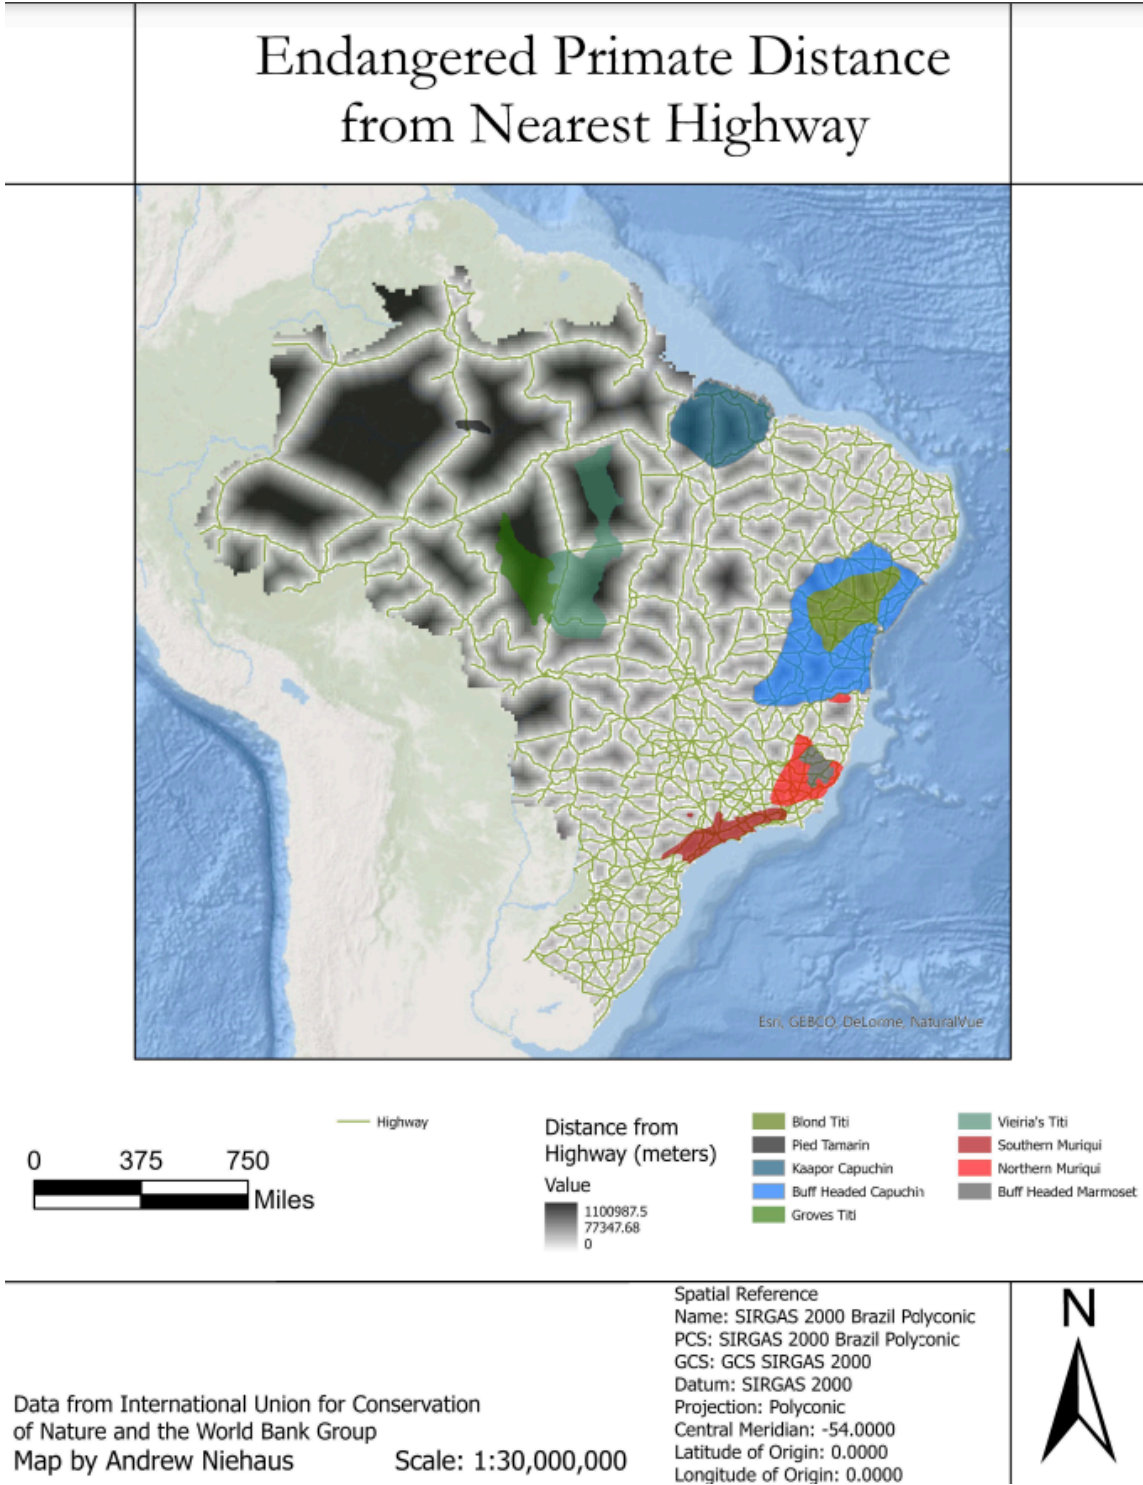 Endangered Primate Distance
from Nearest Highway
Esri, GEBCO, DeLorme, NaturalVue
0 375 750
Miles
Highway
Distance from
Highway (meters)
Value
1100987.5
77347.68
0
Blond Titi
Pied Tamarin
Kaapor Capuchin
Buff Headed Capuchin
Groves Titi
Vieiria's Titi
Southern Muriqui
Northern Muriqui
Buff Headed Marmoset
Data from International Union for Conservation
of Nature and the World Bank Group
Map by Andrew Niehaus
Scale: 1:30,000,000
Spatial Reference
Name: SIRGAS 2000 Brazil Polyconic
PCS: SIRGAS 2000 Brazil Polyconic
GCS: GCS SIRGAS 2000
Datum: SIRGAS 2000
Projection: Polyconic
Central Meridian: -54.0000
Latitude of Origin: 0.0000
Longitude of Origin: 0.0000
N